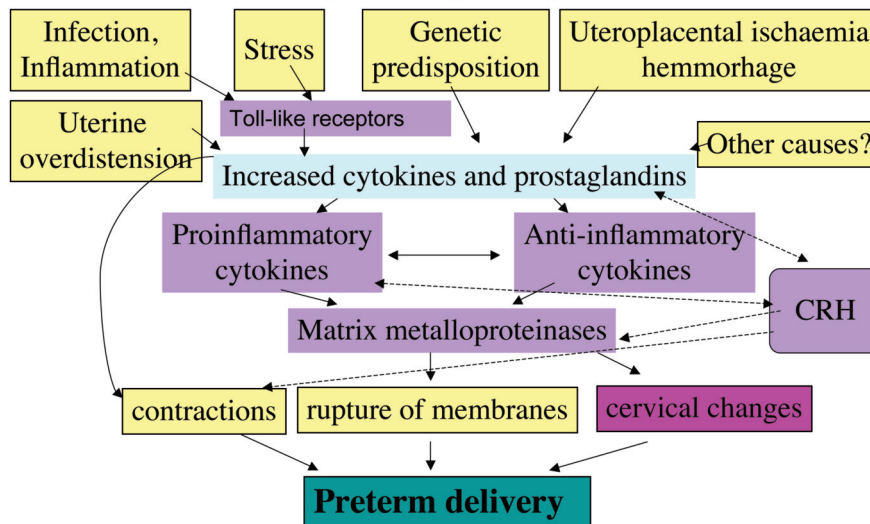 Infection,
Inflammation
Stress
Genetic
predisposition
Uteroplacental ischaemia
hemmorhage
Toll-like receptors
Uterine
overdistension
Other causes?
Increased cytokines and prostaglandins
Proinflammatory
cytokines
Anti-inflammatory
cytokines
CRH
Matrix metalloproteinases
contractions
rupture of membranes
cervical changes
Preterm delivery